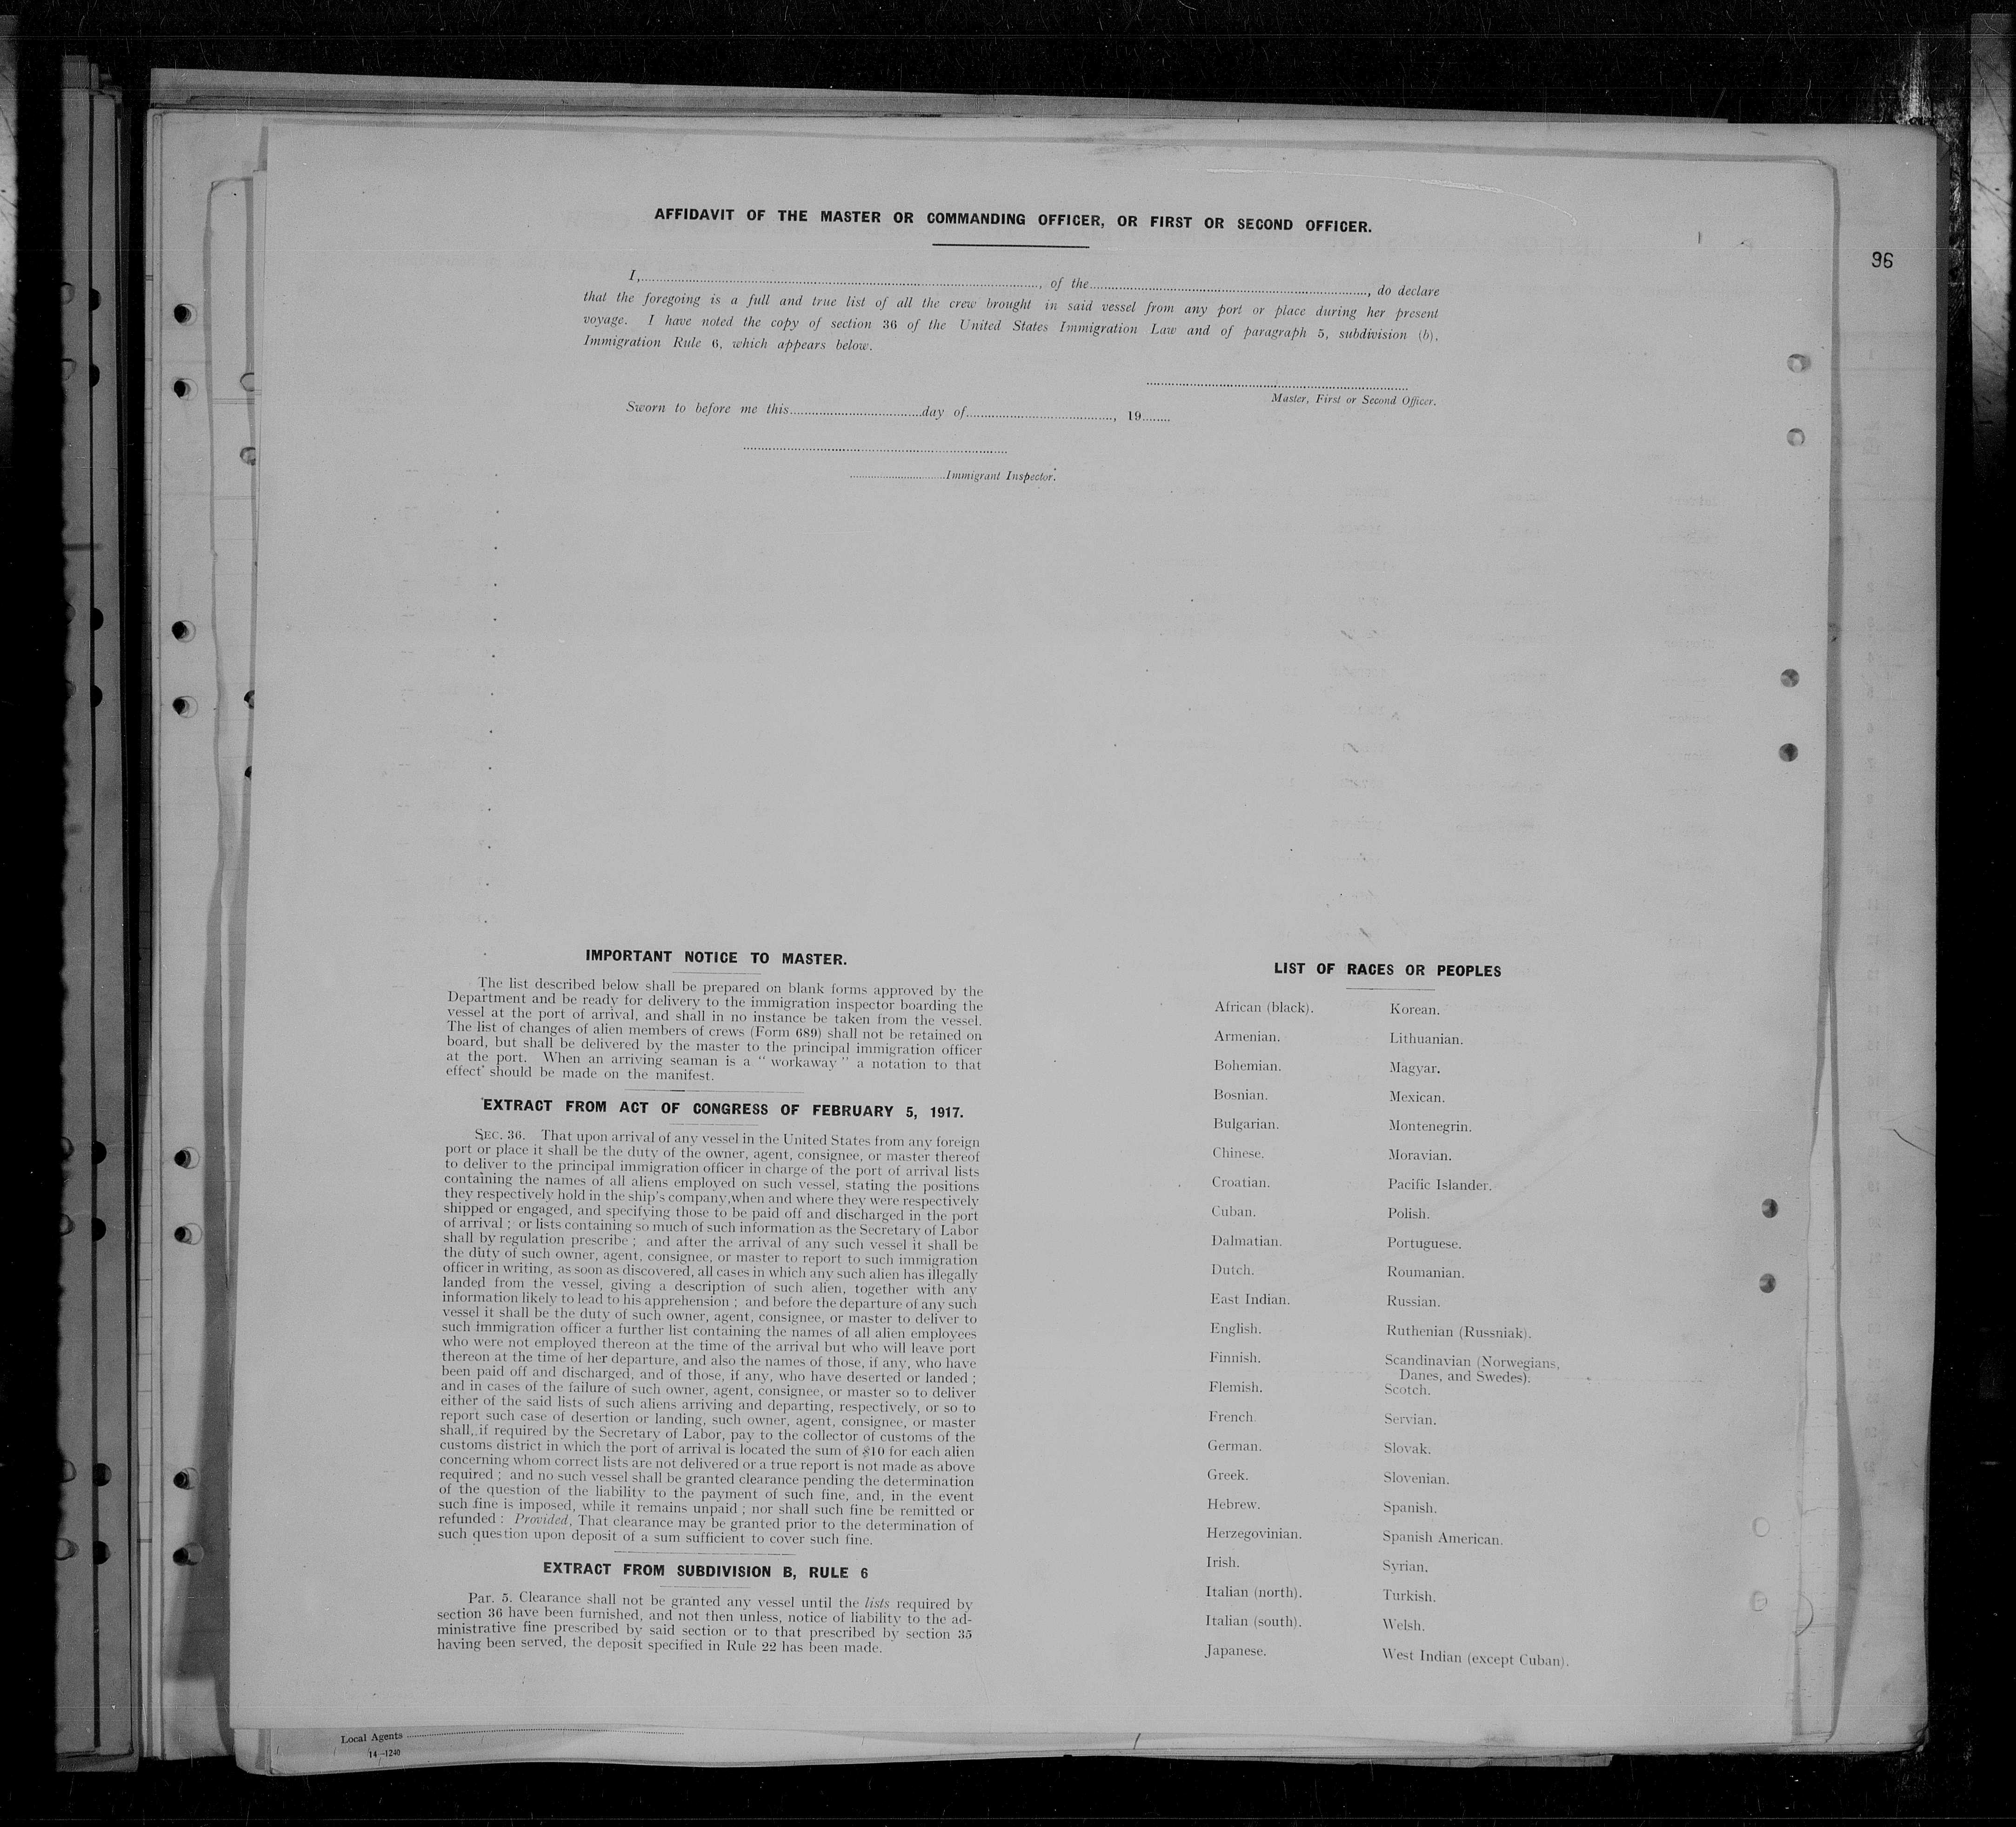 AFFIDAVIT OF THE MASTER OR COMMANDING OFFICER, OR FIRST OR SECOND OFFICER.
96
I,............, of the............, do declare
that the foregoing is a full and true list of all the crew brought in said vessel from any port or place during her present
voyage. I have noted the copy of section 36 of the United States Immigration Law and of paragraph 5, subdivision (b),
Immigration Rule 6, which appears below.
Master, First or Second Officer.
Sworn to before me this............day of............, 19........
............Immigrant Inspector.
IMPORTANT NOTICE TO MASTER.
The list described below shall be prepared on blank forms approved by the
Department and be ready for delivery to the immigration inspector boarding the
vessel at the port of arrival, and shall in no instance be taken from the vessel.
The list of changes of alien members of crews (Form 689) shall not be retained on
board, but shall be delivered by the master to the principal immigration officer
at the port. When an arriving seaman is a " workaway " a notation to that
effect should be made on the manifest.
EXTRACT FROM ACT OF CONGRESS OF FEBRUARY 5, 1917.
SEC. 36. That upon arrival of any vessel in the United States from any foreign
port or place it shall be the duty of the owner, agent, consignee, or master thereof
to deliver to the principal immigration officer in charge of the port of arrival lists
containing the names of all aliens employed on such vessel, stating the positions
they respectively hold in the ship's company, when and where they were respectively
shipped or engaged, and specifying those to be paid off and discharged in the port
of arrival ; or lists containing so much of such information as the Secretary of Labor
shall by regulation prescribe ; and after the arrival of any such vessel it shall be
the duty of such owner, agent, consignee, or master to report to such immigration
officer in writing, as soon as discovered, all cases in which any such alien has illegally
landed from the vessel, giving a description of such alien, together with any
information likely to lead to his apprehension ; and before the departure of any such
vessel it shall be the duty of such owner, agent, consignee, or master to deliver to
such immigration officer a further list containing the names of all alien employees
who were not employed thereon at the time of the arrival but who will leave port
thereon at the time of her departure, and also the names of those, if any, who have
been paid off and discharged, and of those, if any, who have deserted or landed ;
and in cases of the failure of such owner, agent, consignee, or master so to deliver
either of the said lists of such aliens arriving and departing, respectively, or so to
report such case of desertion or landing, such owner, agent, consignee, or master
shall, if required by the Secretary of Labor, pay to the collector of customs of the
customs district in which the port of arrival is located the sum of $10 for each alien
concerning whom correct lists are not delivered or a true report is not made as above
required ; and no such vessel shall be granted clearance pending the determination
of the question of the liability to the payment of such fine, and, in the event
such fine is imposed, while it remains unpaid ; nor shall such fine be remitted or
refunded : Provided, That clearance may be granted prior to the determination of
such question upon deposit of a sum sufficient to cover such fine.
EXTRACT FROM SUBDIVISION B, RULE 6
Par. 5. Clearance shall not be granted any vessel until the lists required by
section 36 have been furnished, and not then unless, notice of liability to the ad-
ministrative fine prescribed by said section or to that prescribed by section 35
having been served, the deposit specified in Rule 22 has been made.
LIST OF RACES OR PEOPLES
African (black).
Armenian.
Bohemian.
Bosnian.
Bulgarian.
Chinese.
Croatian.
Cuban.
Dalmatian.
Dutch.
East Indian.
English.
Finnish.
Flemish.
French.
German.
Greek.
Hebrew.
Herzegovinian.
Irish.
Italian (north).
Italian (south).
Japanese.
Korean.
Lithuanian.
Magyar.
Mexican.
Montenegrin.
Moravian.
Pacific Islander.
Polish.
Portuguese.
Roumanian.
Russian.
Ruthenian (Russniak).
Scandinavian (Norwegians,
Danes, and Swedes).
Scotch.
Servian.
Slovak.
Slovenian.
Spanish.
Spanish American.
Syrian.
Turkish.
Welsh.
West Indian (except Cuban).
Local Agents ............
14-1240